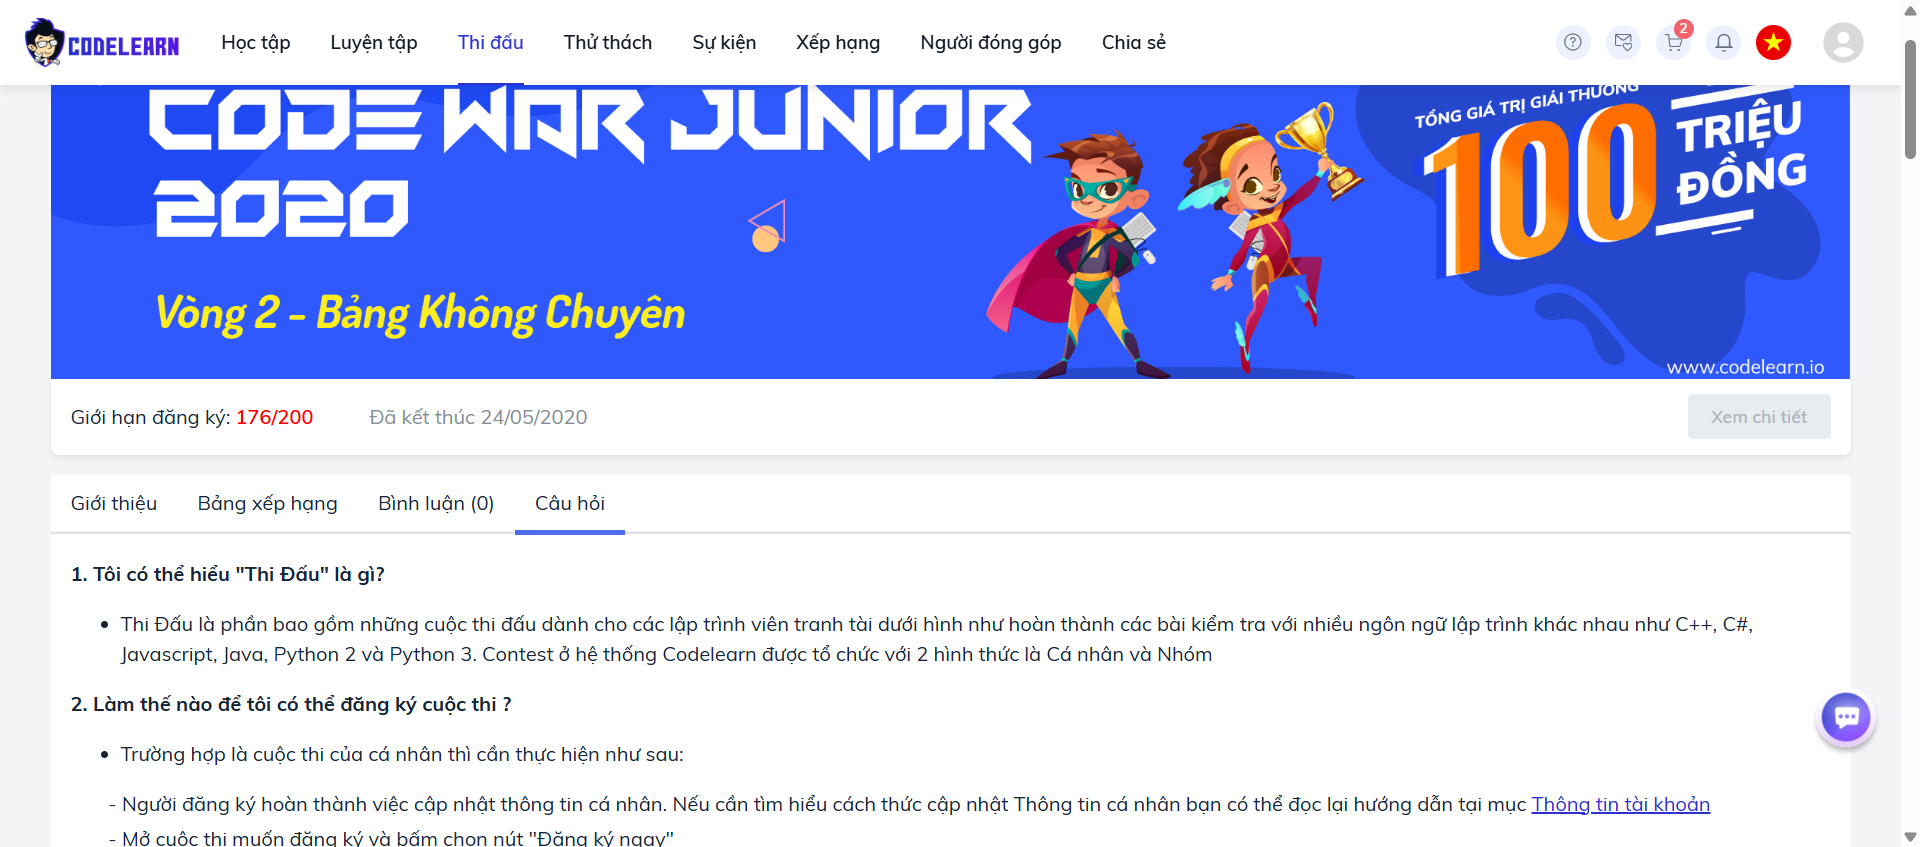 CODELEARN
Học tập
Luyện tập
Thi đấu
Thử thách
Sự kiện
Xếp hạng
Người đóng góp
Chia sẻ
2
CODE WAR JUNIOR
2020
Vòng 2 - Bảng Không Chuyên
TỔNG GIÁ TRỊ GIẢI THƯỞNG
100
TRIỆU
ĐỒNG
www.codelearn.io
Giới hạn đăng ký: 176/200
Đã kết thúc 24/05/2020
Xem chi tiết
Giới thiệu
Bảng xếp hạng
Bình luận (0)
Câu hỏi
1. Tôi có thể hiểu "Thi Đấu" là gì?
• Thi Đấu là phần bao gồm những cuộc thi đấu dành cho các lập trình viên tranh tài dưới hình như hoàn thành các bài kiểm tra với nhiều ngôn ngữ lập trình khác nhau như C++, C#,
Javascript, Java, Python 2 và Python 3. Contest ở hệ thống Codelearn được tổ chức với 2 hình thức là Cá nhân và Nhóm
2. Làm thế nào để tôi có thể đăng ký cuộc thi ?
• Trường hợp là cuộc thi của cá nhân thì cần thực hiện như sau:
- Người đăng ký hoàn thành việc cập nhật thông tin cá nhân. Nếu cần tìm hiểu cách thức cập nhật Thông tin cá nhân bạn có thể đọc lại hướng dẫn tại mục Thông tin tài khoản
- Mở cuộc thi muốn đăng ký và bấm chọn nút "Đăng ký ngay"